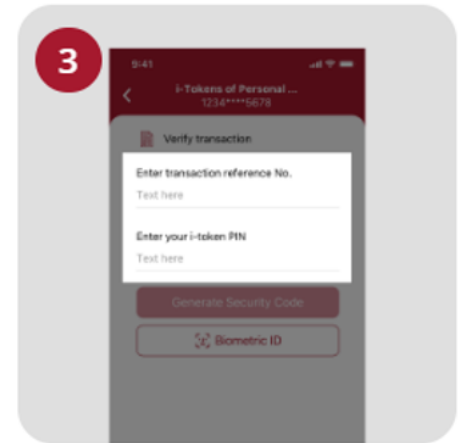 3
9:41
i-Tokens of Personal ...
1234****5678
Verify transaction
Enter transaction reference No.
Text here
Enter your i-token PIN
Text here
Generate Security Code
Biometric ID